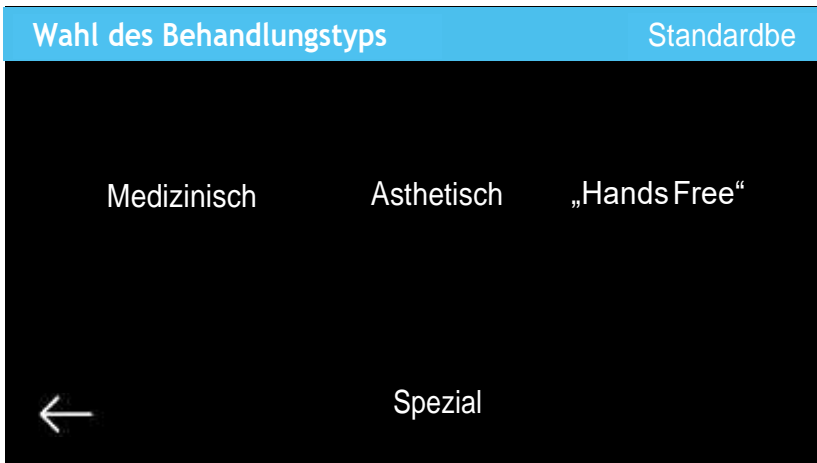 Wahl des Behandlungstyps Standardbe
Medizinisch Asthetisch „Hands Free“
Spezial